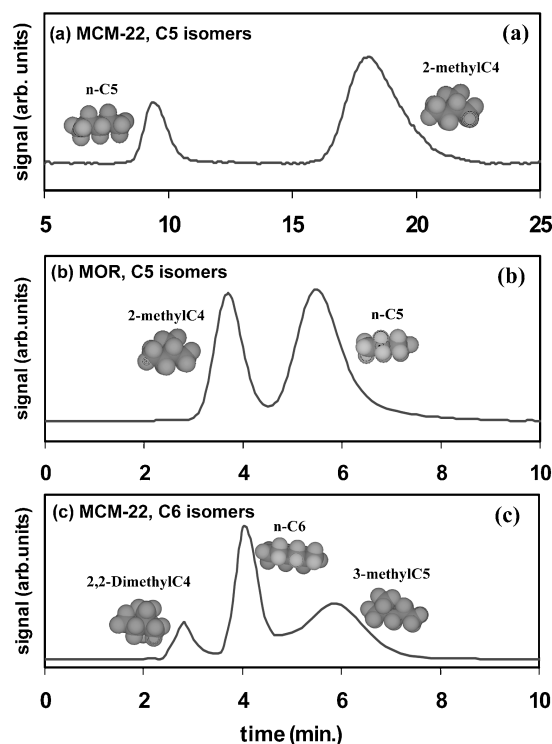 (a) MCM-22, C5 isomers (a)
n-C5
2-methylC4
signal (arb. units)
5 10 15 20 25
(b) MOR, C5 isomers (b)
2-methylC4
n-C5
signal (arb.units)
0 2 4 6 8 10
(c) MCM-22, C6 isomers (c)
n-C6
2,2-DimethylC4
3-methylC5
signal (arb.units)
0 2 4 6 8 10
time (min.)